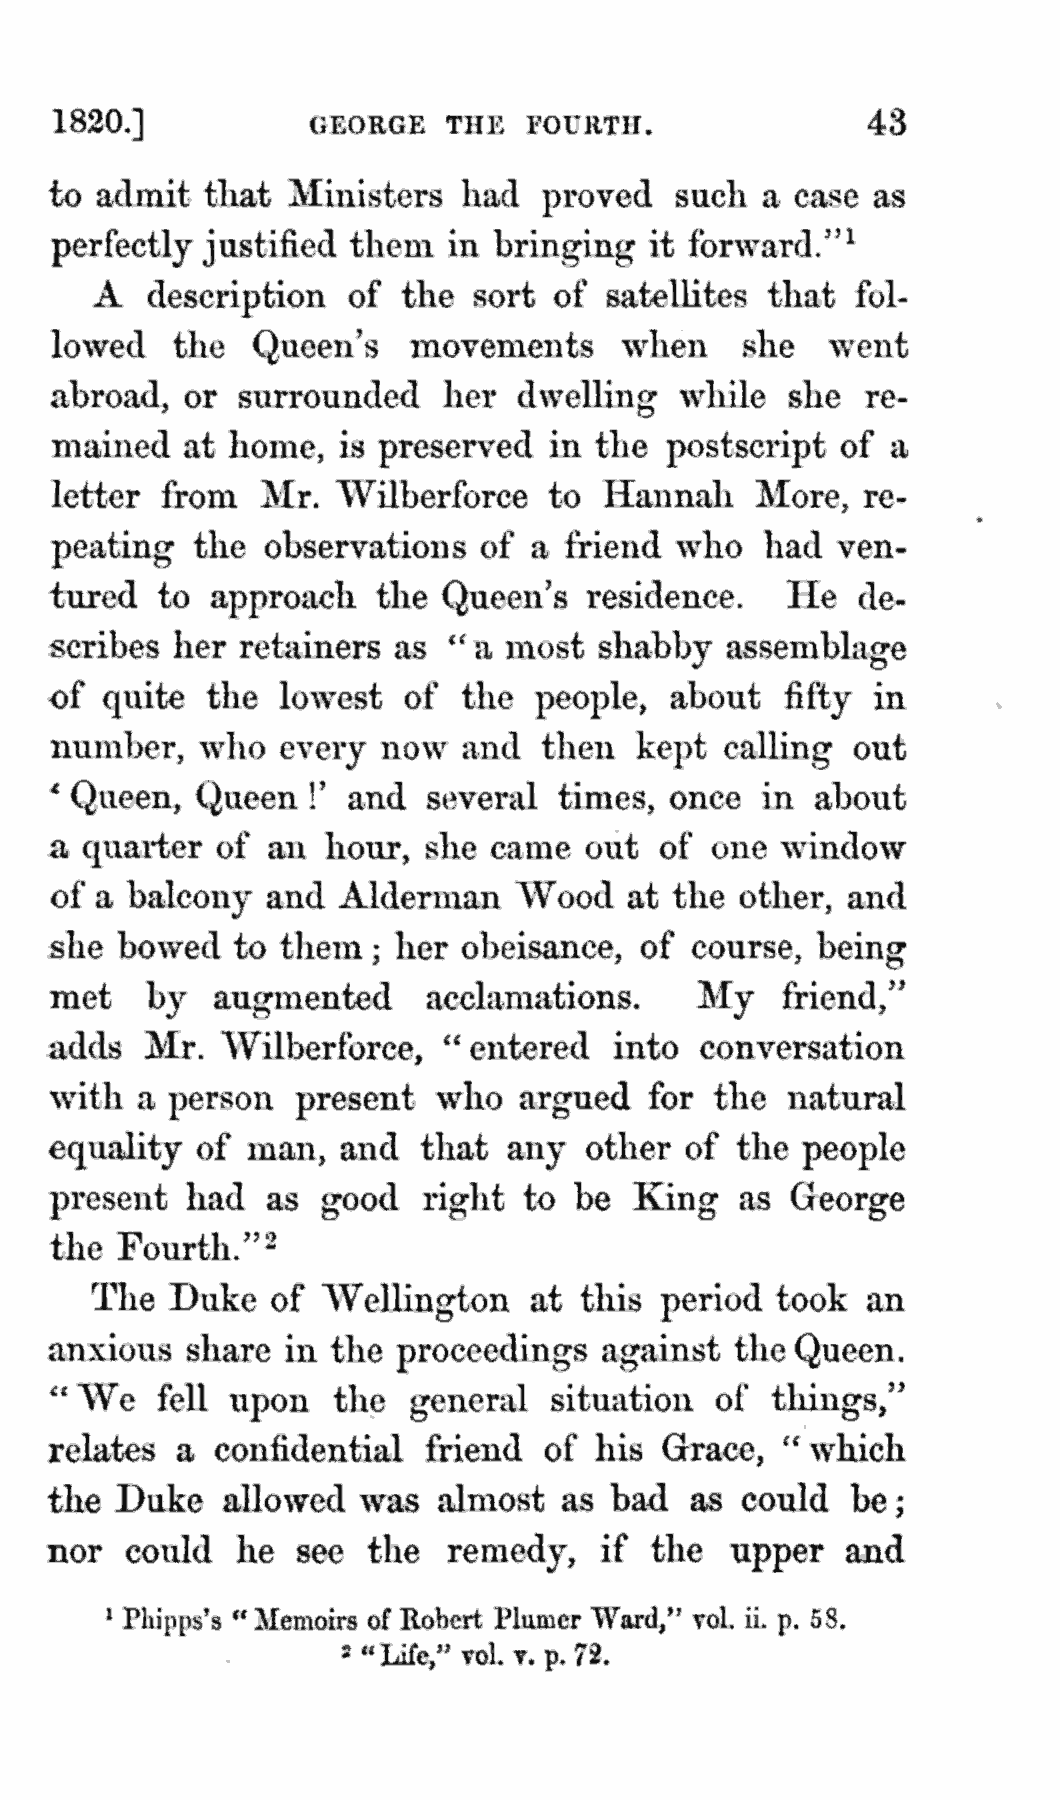 1820.] GEORGE THE FOURTH. 43
to admit that Ministers had proved such a case as
perfectly justified them in bringing it forward."¹
A description of the sort of satellites that fol-
lowed the Queen's movements when she went
abroad, or surrounded her dwelling while she re-
mained at home, is preserved in the postscript of a
letter from Mr. Wilberforce to Hannah More, re-
peating the observations of a friend who had ven-
tured to approach the Queen's residence. He de-
scribes her retainers as "a most shabby assemblage
of quite the lowest of the people, about fifty in
number, who every now and then kept calling out
'Queen, Queen!' and several times, once in about
a quarter of an hour, she came out of one window
of a balcony and Alderman Wood at the other, and
she bowed to them; her obeisance, of course, being
met by augmented acclamations. My friend,"
adds Mr. Wilberforce, "entered into conversation
with a person present who argued for the natural
equality of man, and that any other of the people
present had as good right to be King as George
the Fourth."²
The Duke of Wellington at this period took an
anxious share in the proceedings against the Queen.
"We fell upon the general situation of things,"
relates a confidential friend of his Grace, "which
the Duke allowed was almost as bad as could be;
nor could he see the remedy, if the upper and
¹ Phipps's "Memoirs of Robert Plumer Ward," vol. ii. p. 58.
² "Life," vol. v. p. 72.